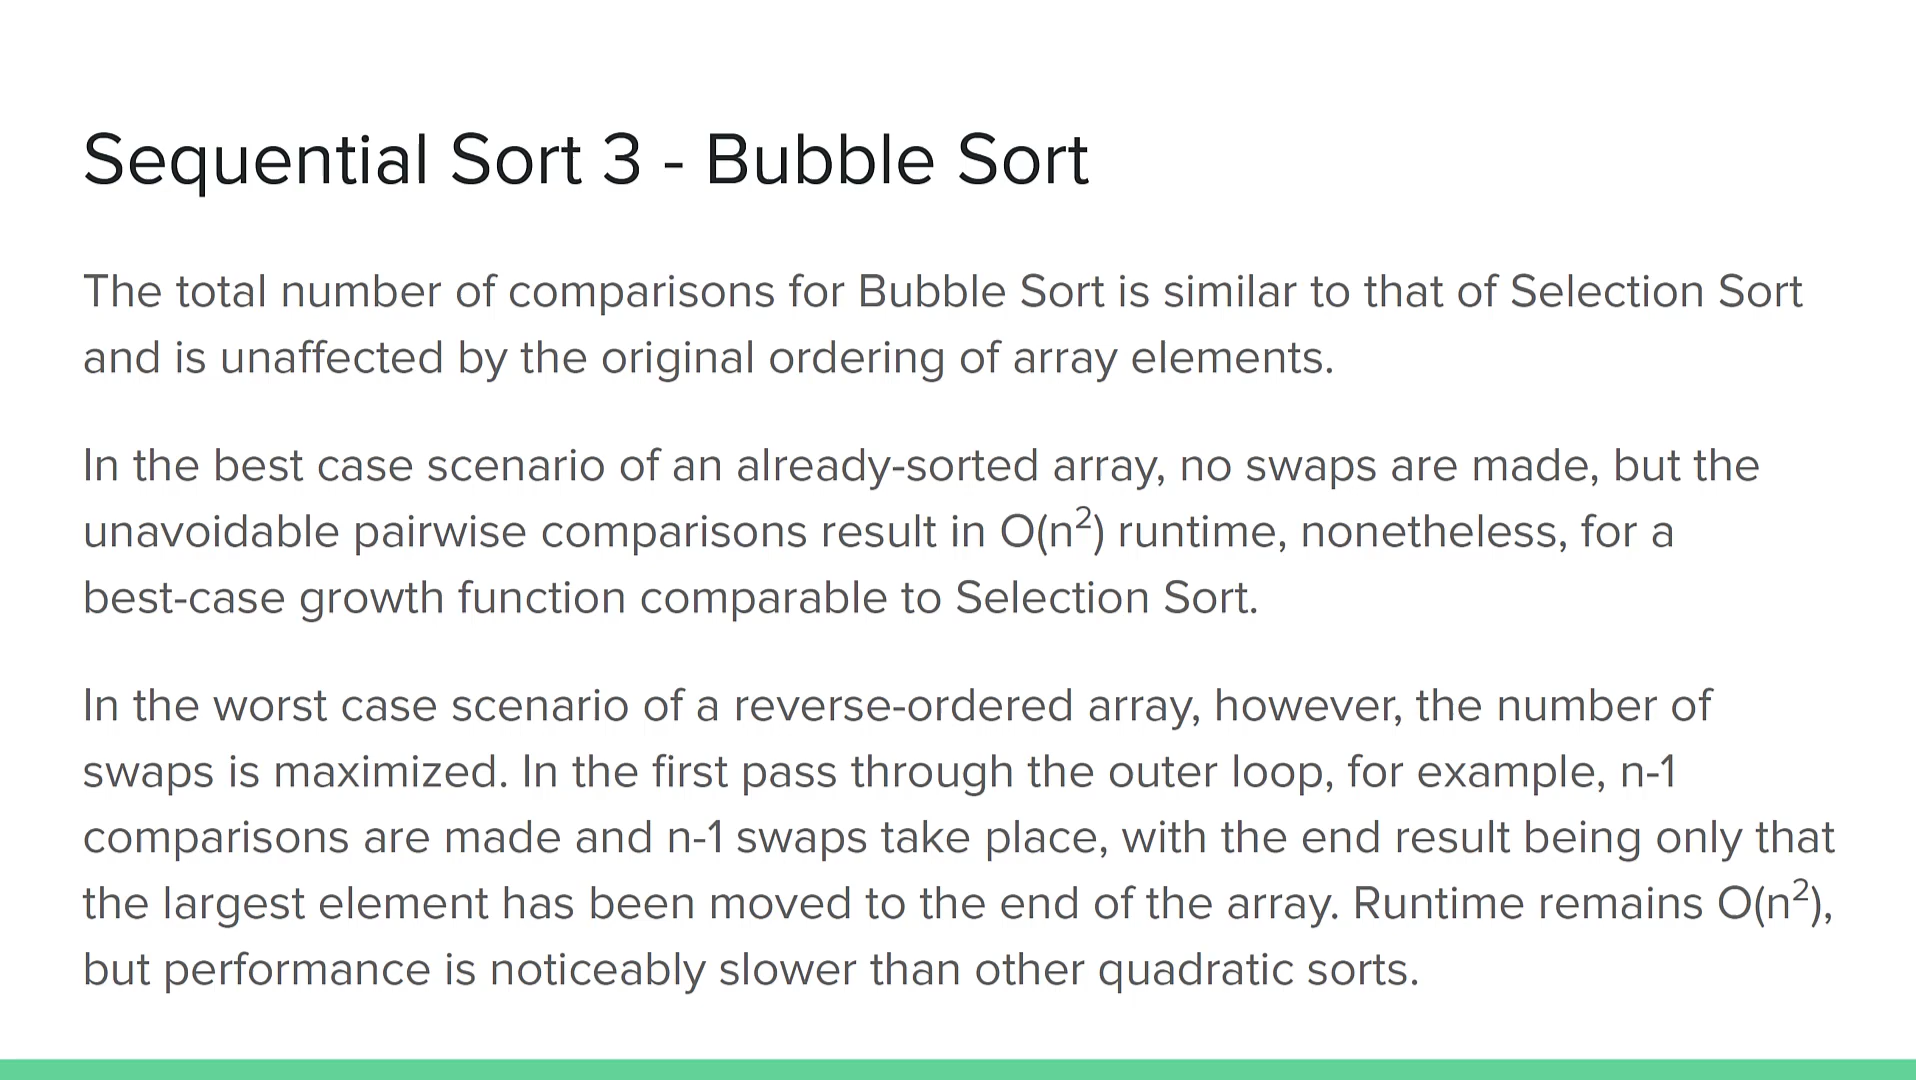 Sequential Sort 3 - Bubble Sort
The total number of comparisons for Bubble Sort is similar to that of Selection Sort
and is unaffected by the original ordering of array elements.
In the best case scenario of an already-sorted array, no swaps are made, but the
unavoidable pairwise comparisons result in O(n²) runtime, nonetheless, for a
best-case growth function comparable to Selection Sort.
In the worst case scenario of a reverse-ordered array, however, the number of
swaps is maximized. In the first pass through the outer loop, for example, n-1
comparisons are made and n-1 swaps take place, with the end result being only that
the largest element has been moved to the end of the array. Runtime remains O(n²),
but performance is noticeably slower than other quadratic sorts.